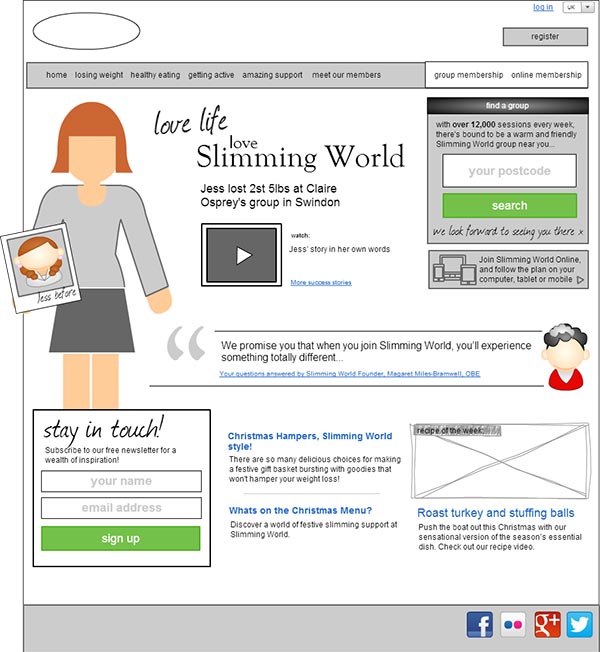 log in
UK
register
home losing weight healthy eating getting active amazing support meet our members group membership online membership
love life
love
Slimming World
Jess lost 2st 5lbs at Claire
Osprey's group in Swindon
watch:
Jess' story in her own words
More success stories
Jess before
find a group
with over 12,000 sessions every week,
there's bound to be a warm and friendly
Slimming World group near you...
your postcode
search
We look forward to seeing you there x
Join Slimming World Online,
and follow the plan on your
computer, tablet or mobile
We promise you that when you join Slimming World, you'll experience
something totally different...
Your questions answered by Slimming World Founder, Magaret Miles-Bramwell, OBE
stay in touch!
Subscribe to our free newsletter for a
wealth of inspiration!
your name
email address
sign up
Christmas Hampers, Slimming World
style!
There are so many delicious choices for making
a festive gift basket bursting with goodies that
won't hamper your weight loss!
Whats on the Christmas Menu?
Discover a world of festive slimming support at
Slimming World.
recipe of the week:
Roast turkey and stuffing balls
Push the boat out this Christmas with our
sensational version of the season's essential
dish. Check out our recipe video.
f
g+